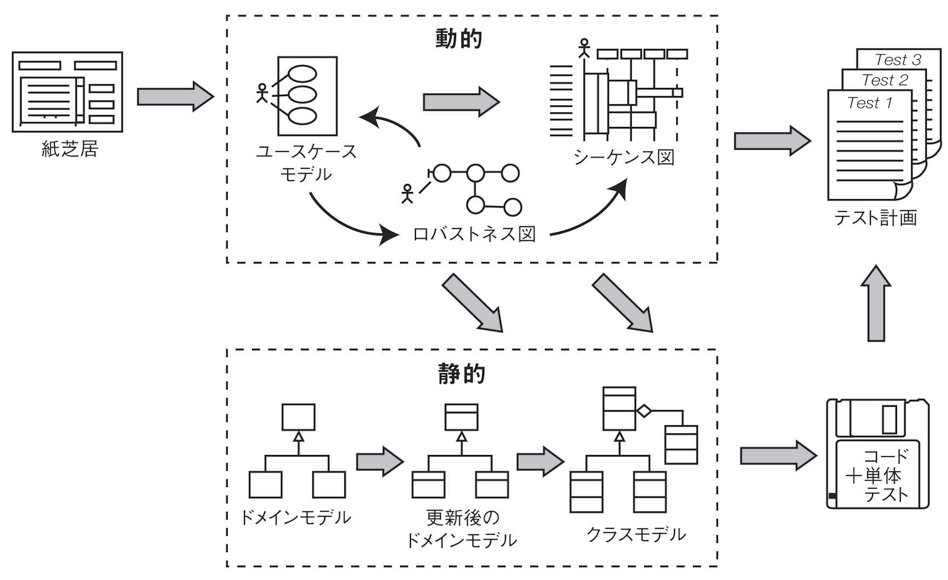 動的
紙芝居
ユースケース
モデル
シーケンス図
ロバストネス図
Test 3
Test 2
Test 1
テスト計画
静的
ドメインモデル
更新後の
ドメインモデル
クラスモデル
コード
+単体
テスト